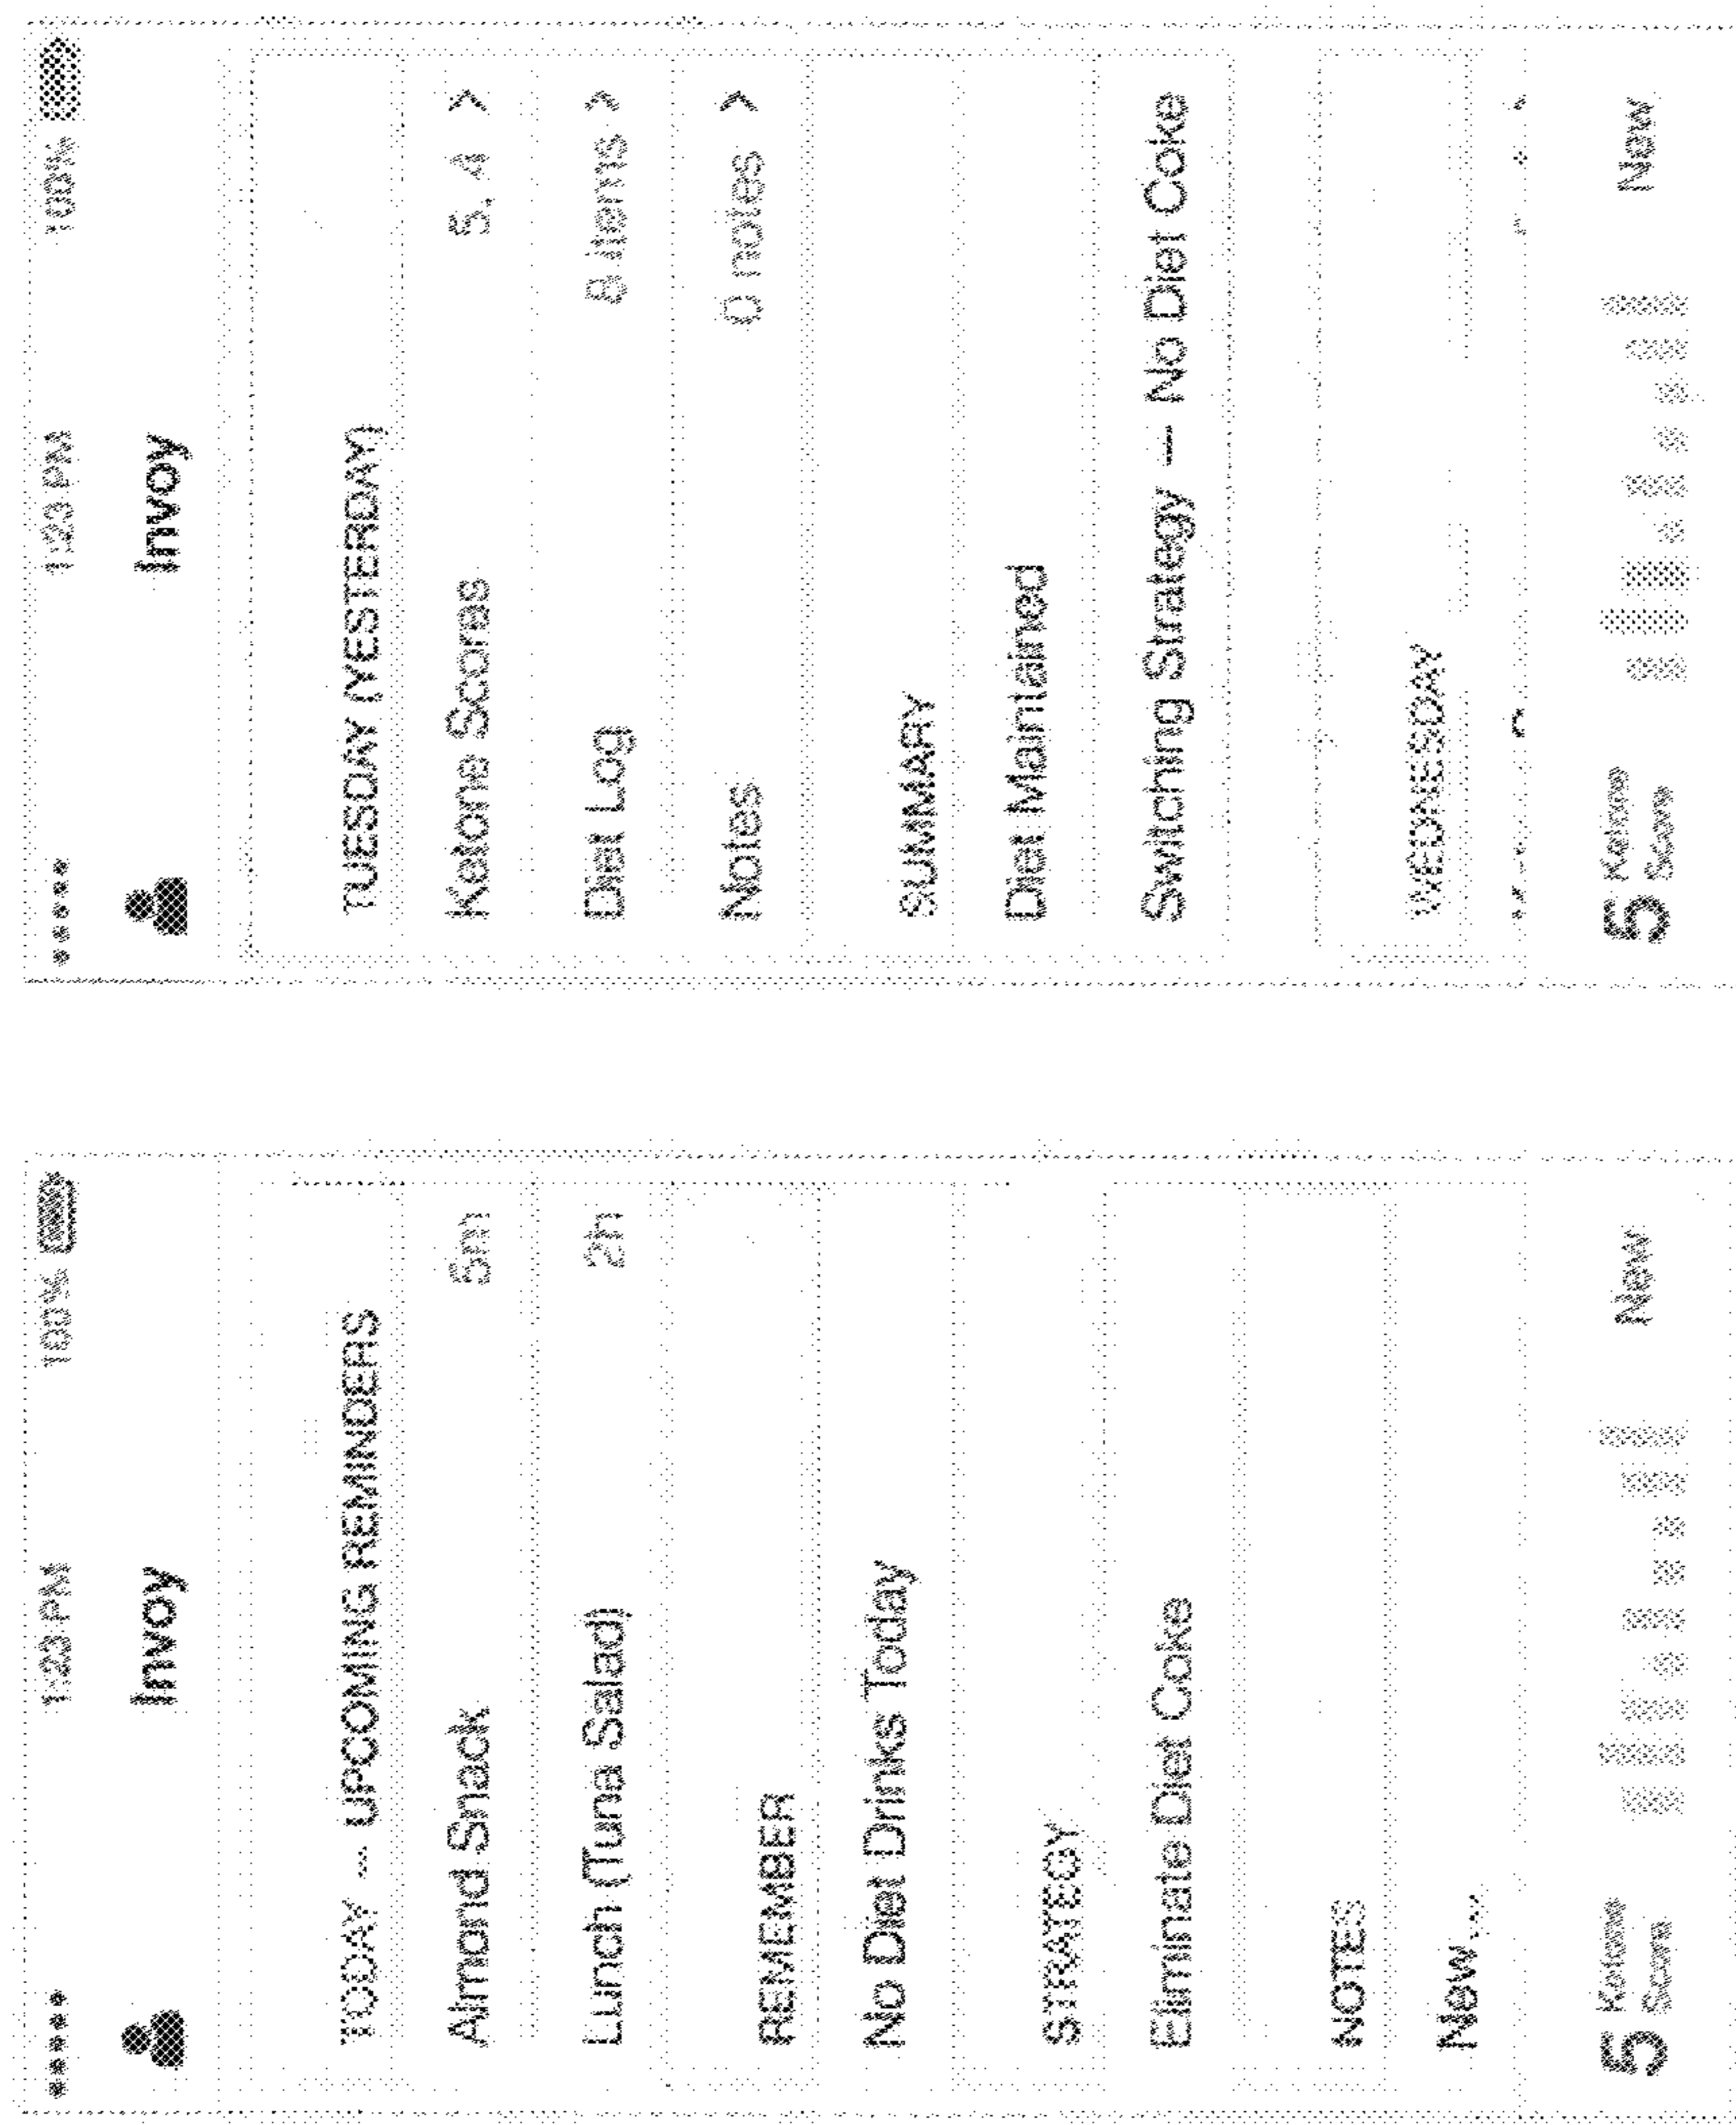 1:23 PM 100%
Invoy
TODAY -- UPCOMING REMINDERS
Almond Snack 5m
Lunch (Tuna Salad) 2h
REMEMBER
No Diet Drinks Today
STRATEGY
Eliminate Diet Coke
NOTES
New...
5 Ketone Score New
1:23 PM 100%
Invoy
TUESDAY (YESTERDAY)
Ketone Scores 5, 4 >
Diet Log 8 items >
Notes 0 notes >
SUMMARY
Diet Maintained
Switching Strategy – No Diet Coke
WEDNESDAY
5 Ketone Score New